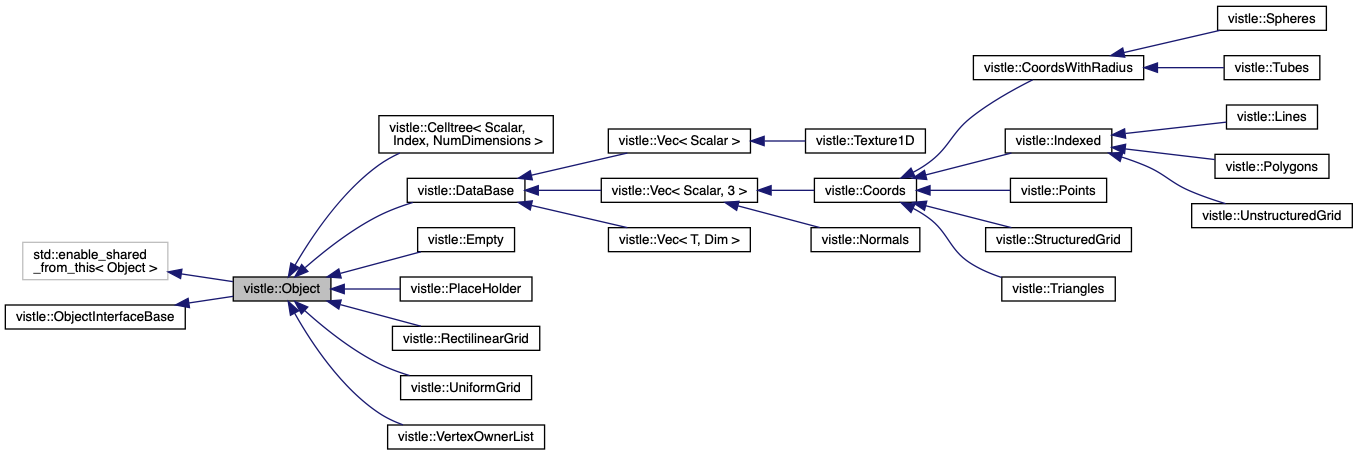 std::enable_shared
_from_this< Object >
vistle::ObjectInterfaceBase
vistle::Object
vistle::Celltree< Scalar,
Index, NumDimensions >
vistle::DataBase
vistle::Empty
vistle::PlaceHolder
vistle::RectilinearGrid
vistle::UniformGrid
vistle::VertexOwnerList
vistle::Vec< Scalar >
vistle::Vec< Scalar, 3 >
vistle::Vec< T, Dim >
vistle::Texture1D
vistle::Coords
vistle::Normals
vistle::CoordsWithRadius
vistle::Indexed
vistle::Points
vistle::StructuredGrid
vistle::Triangles
vistle::Spheres
vistle::Tubes
vistle::Lines
vistle::Polygons
vistle::UnstructuredGrid